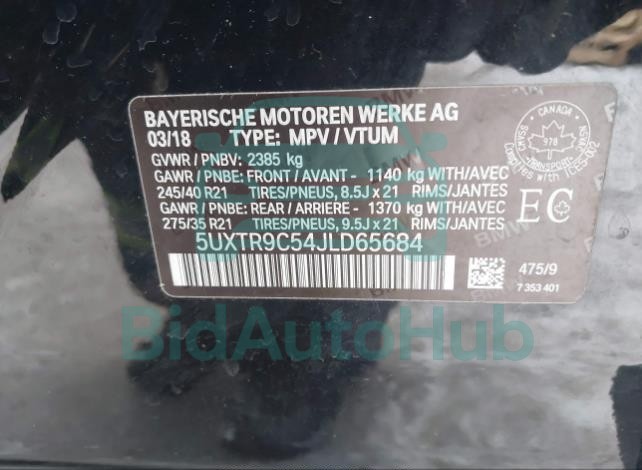 BAYERISCHE MOTOREN WERKE AG
03/18 TYPE: MPV / VTUM
GVWR / PNBV: 2385 kg
GAWR / PNBE: FRONT / AVANT - 1140 kg WITH/AVEC
245/40 R21 TIRES/PNEUS, 8.5J x 21 RIMS/JANTES
GAWR / PNBE: REAR / ARRIERE - 1370 kg WITH/AVEC
275/35 R21 TIRES/PNEUS, 9.5J x 21 RIMS/JANTES
5UXTR9C54JLD65684
CANADA
978
TRANSPORT
EC
475/9
7 353 401
BMW
BidAutoHub